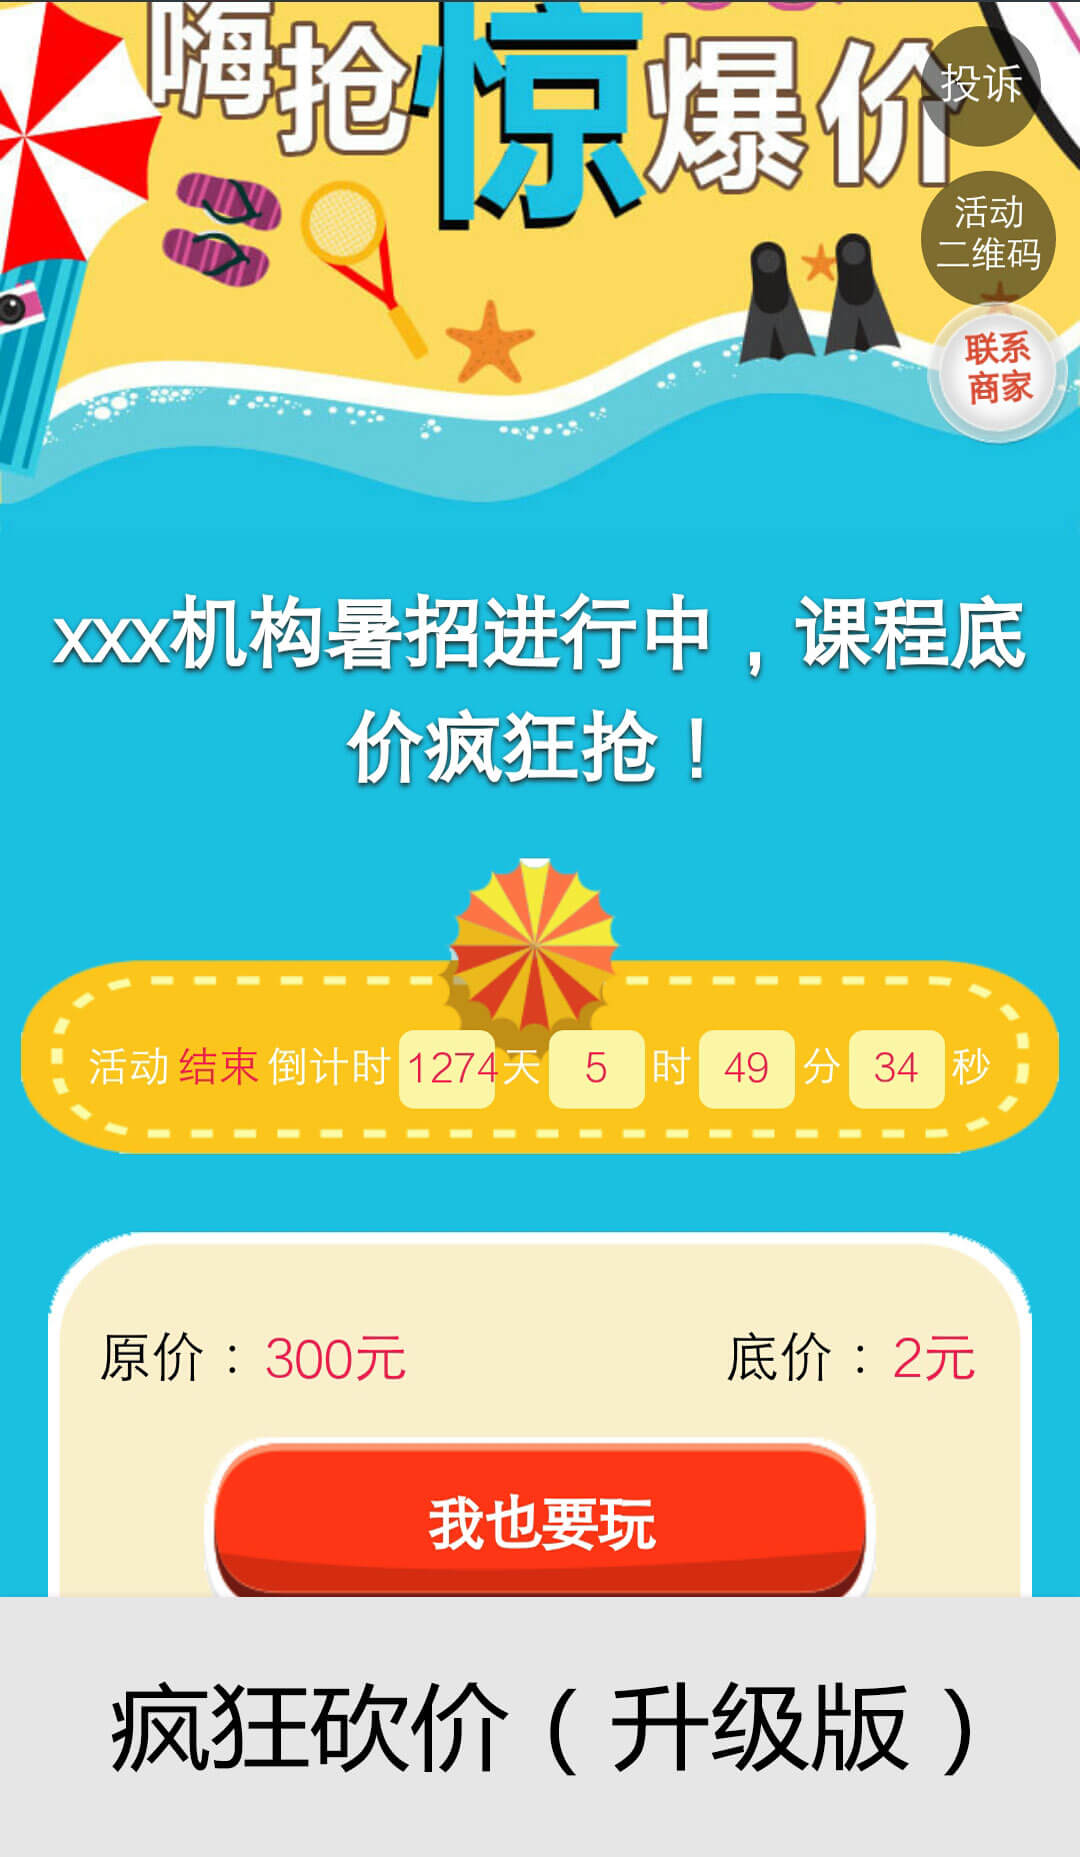 嗨抢惊爆价
投诉
活动
二维码
联系
商家
xxx机构暑招进行中，课程底
价疯狂抢！
活动 结束 倒计时 1274 天 5 时 49 分 34 秒
原价：300元 底价：2元
我也要玩
疯狂砍价（升级版）